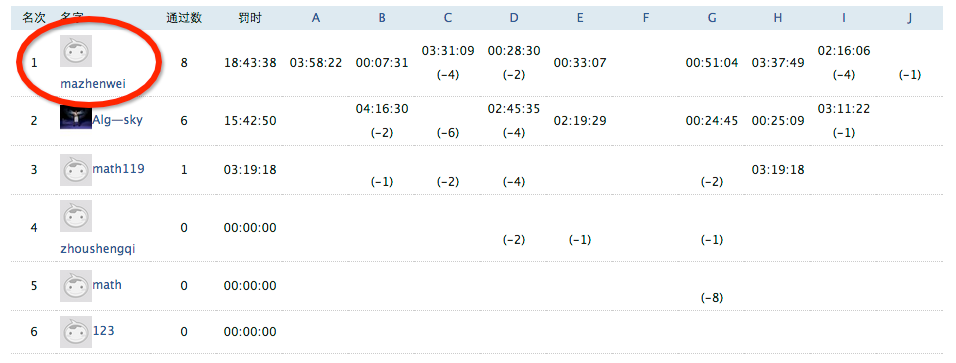 名次 名字 通过数 罚时 A B C D E F G H I J
1 mazhenwei 8 18:43:38 03:58:22 00:07:31 03:31:09 (-4) 00:28:30 (-2) 00:33:07 00:51:04 03:37:49 02:16:06 (-4) (-1)
2 Alg—sky 6 15:42:50 04:16:30 (-2) (-6) 02:45:35 (-4) 02:19:29 00:24:45 00:25:09 03:11:22 (-1)
3 math119 1 03:19:18 (-1) (-2) (-4) (-2) 03:19:18
4 zhoushengqi 0 00:00:00 (-2) (-1) (-1)
5 math 0 00:00:00 (-8)
6 123 0 00:00:00